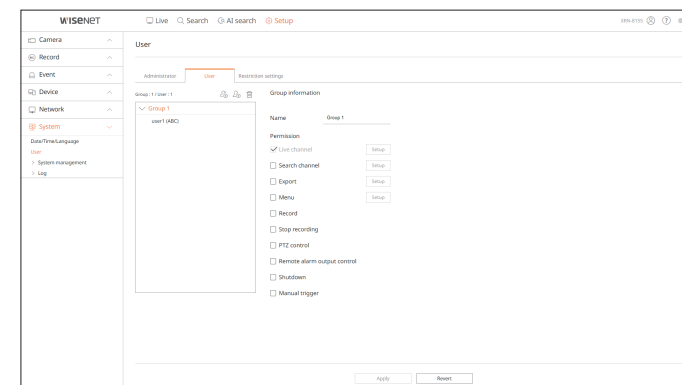 WISENET
Live Search AI search Setup
XRN-815S
Camera
Record
Event
Device
Network
System
Date/Time/Language
User
> System management
> Log
User
Administrator User Restriction settings
Group : 1 / User : 1
Group 1
user1 (ABC)
Group information
Name Group 1
Permission
Live channel Setup
Search channel Setup
Export Setup
Menu Setup
Record
Stop recording
PTZ control
Remote alarm output control
Shutdown
Manual trigger
Apply Revert